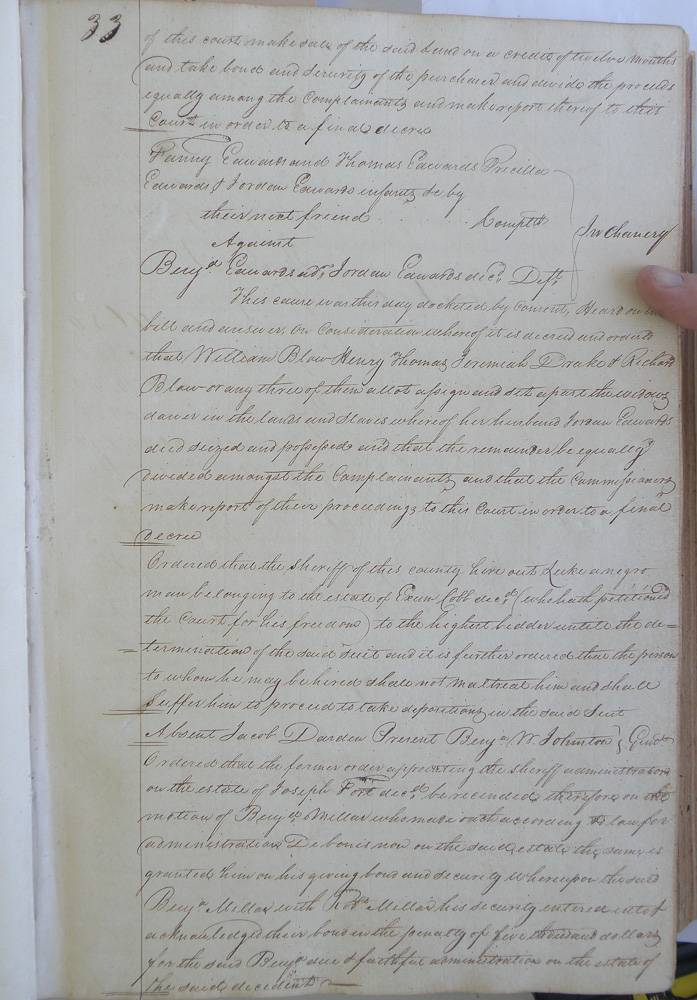 33
of this court make sale of the said land on a credit of twelve months
and take bond and security of the purchaser and devide the proceeds
equally among the Complainants and make report thereof to this
Court in order to a final decree
Fanny Edwards and Thomas Edwards Pricilla
Edwards & Jordan Edwards infants &c by
their next friend Complts
In Chancery
Against
Benja Edwards adr Jordan Edwards decd Deft
This cause was this day docketed by consent, Heard on
bill and answer, on Consideration whereof it is decreed and ordered
that William Blow Henry Thomas Jeremiah Drake & Richard
Blow or any three of them allot assign and set apart the widows
dower in the lands and slaves whereof her husband Jordan Edwards
died seized and possessed and that the remainder be equally
divided amongst the Complainants and that the Commissioners
make report of their proceedings to this Court in order to a final
decree
Ordered that the sheriff of this county hire out Luke a negro
man belonging to the estate of Exum Cobb decd (who hath petitioned
the Court for his freedom) to the highest bidder untill the de=
=termination of the said suit and it is further ordered that the person
to whom he may be hired shall not maltreat him and shall
suffer him to proceed to take depositions in the said Suit
Absent Jacob Darden Present Benja W. Johnston Gent
Ordered that the former order appointing the sheriff administrator
on the estate of Joseph Fort decd be recinded, therefore on the
motion of Benja Millar who made oath according to law for
administration Debonis non on the said estate the same is
granted him on his giving bond and security whereupon the said
Benja Millar with Robt Millar his security entered into &
acknowledged their bond in the penalty of five thousand dollars
for the said Benja due & faithful administration on the estate of
the said decedent